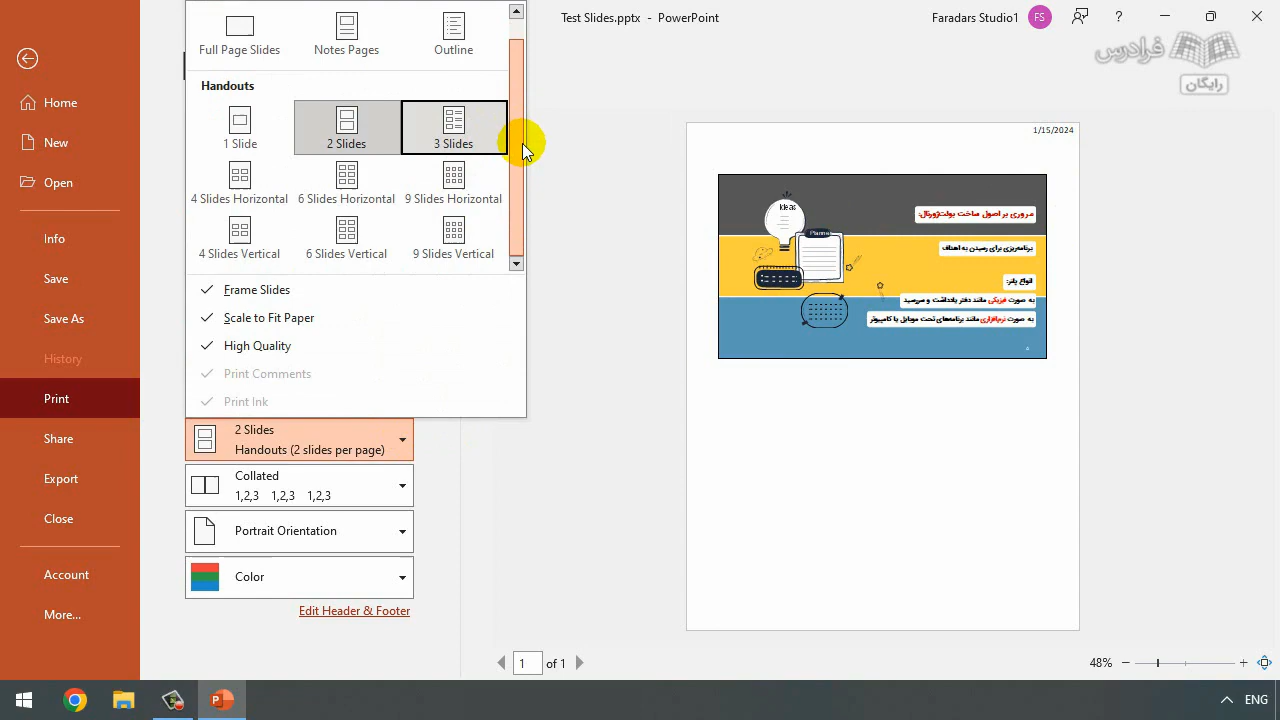 Test Slides.pptx - PowerPoint
Faradars Studio1
FS
?
فرادرس
رایگان
Home
New
Open
Info
Save
Save As
History
Print
Share
Export
Close
Account
More...
Full Page Slides
Notes Pages
Outline
Handouts
1 Slide
2 Slides
3 Slides
4 Slides Horizontal
6 Slides Horizontal
9 Slides Horizontal
4 Slides Vertical
6 Slides Vertical
9 Slides Vertical
Frame Slides
Scale to Fit Paper
High Quality
Print Comments
Print Ink
2 Slides
Handouts (2 slides per page)
Collated
1,2,3 1,2,3 1,2,3
Portrait Orientation
Color
Edit Header & Footer
1/15/2024
Ideas
Planner
مروری بر اصول ساخت بولت‌ژورنال:
برنامه‌ریزی برای رسیدن به اهداف
انواع پلنر:
به صورت فیزیکی مانند دفتر یادداشت و سررسید
به صورت نرم‌افزاری مانند برنامه‌های تحت موبایل یا کامپیوتر
1 of 1
48%
ENG